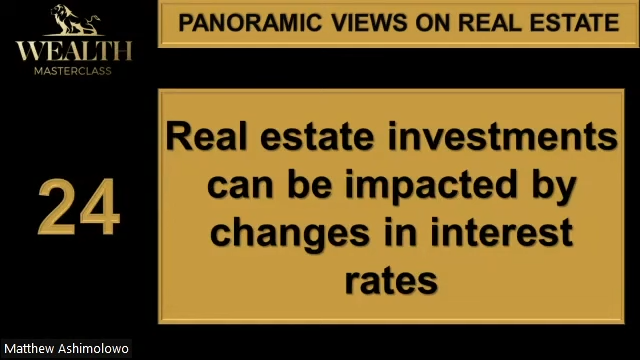 PANORAMIC VIEWS ON REAL ESTATE
WEALTH
MASTERCLASS
24
Real estate investments
can be impacted by
changes in interest
rates
Matthew Ashimolowo